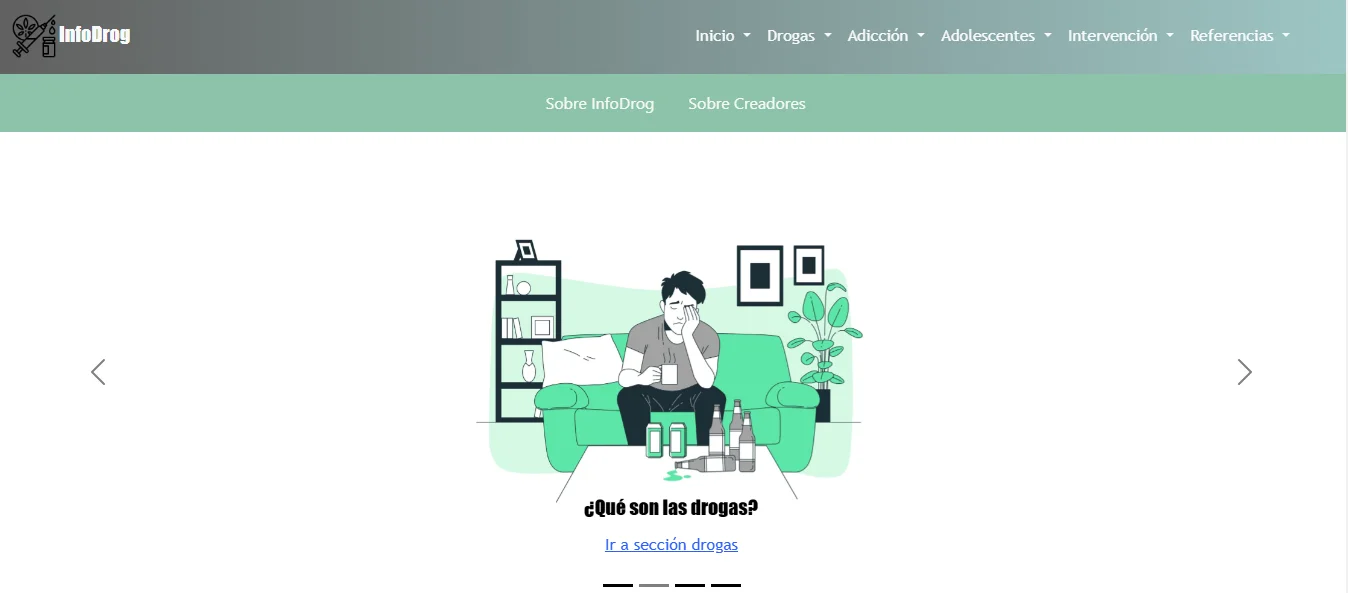 InfoDrog
Inicio Drogas Adicción Adolescentes Intervención Referencias
Sobre InfoDrog Sobre Creadores
¿Qué son las drogas?
Ir a sección drogas